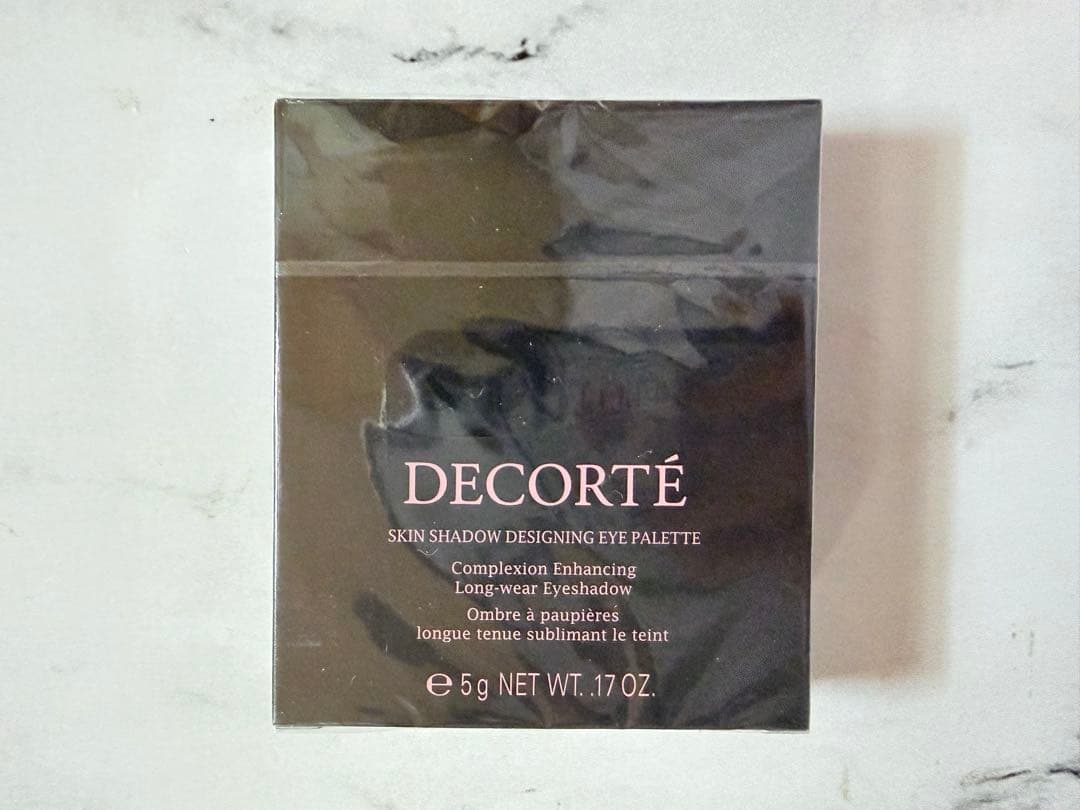 DECORTÉ
SKIN SHADOW DESIGNING EYE PALETTE
Complexion Enhancing
Long-wear Eyeshadow
Ombre à paupières
longue tenue sublimant le teint
℮ 5g NET WT. .17 OZ.